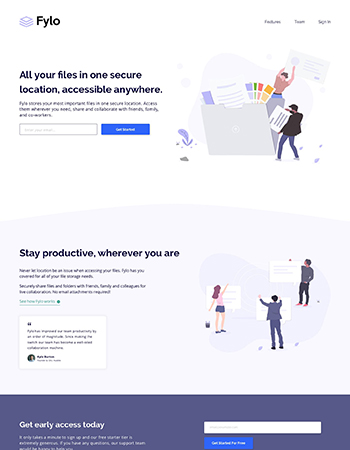 Fylo
Features Team Sign In
All your files in one secure
location, accessible anywhere.
Fylo stores your most important files in one secure location. Access
them wherever you need, share and collaborate with friends, family,
and co-workers.
Get Started
Stay productive, wherever you are
Never let location be an issue when accessing your files. Fylo has you
covered for all of your file storage needs.
Securely share files and folders with friends, family and colleagues for
live collaboration. No email attachments required!
See how Fylo works
Fylo has improved our team productivity by
an order of magnitude. Since making the
switch our team has become a well-oiled
collaboration machine.
Kyle Burton
Get early access today
It only takes a minute to sign up and our free starter tier is
extremely generous. If you have any questions, our support team
would be happy to help you.
Get Started For Free